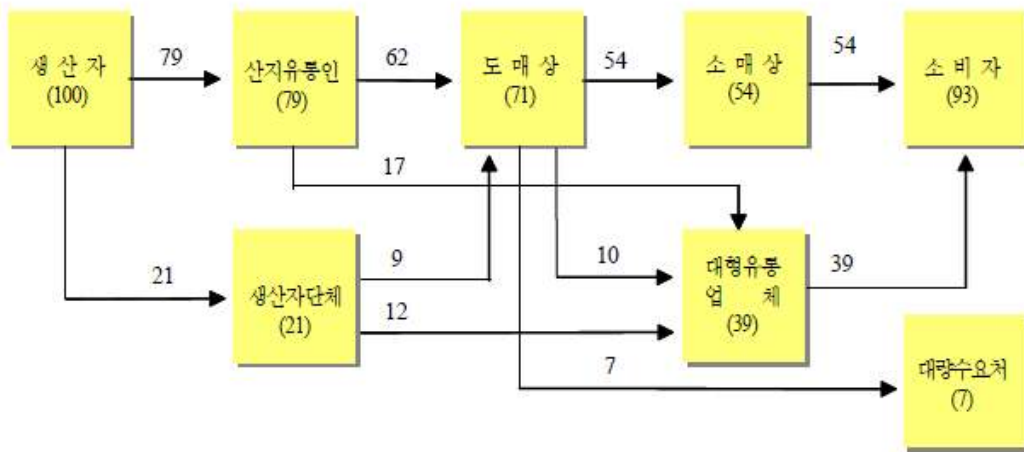 생 산 자
(100)
79
산지유통인
(79)
62
도 매 상
(71)
54
소 매 상
(54)
54
소 비 자
(93)
17
21
생산자단체
(21)
9
12
10
대형유통
업 체
(39)
39
7
대량수요처
(7)